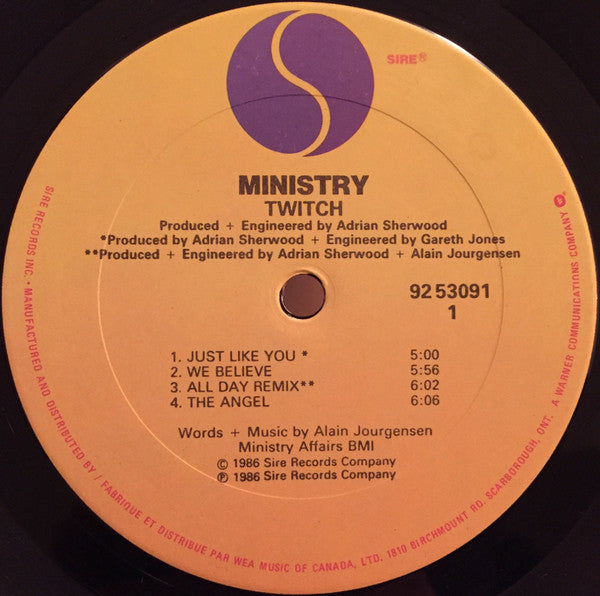 SIRE®
MINISTRY
TWITCH
Produced + Engineered by Adrian Sherwood
*Produced by Adrian Sherwood + Engineered by Gareth Jones
**Produced + Engineered by Adrian Sherwood + Alain Jourgensen
92 53091
1
1. JUST LIKE YOU * 5:00
2. WE BELIEVE 5:56
3. ALL DAY REMIX** 6:02
4. THE ANGEL 6:06
Words + Music by Alain Jourgensen
Ministry Affairs BMI
© 1986 Sire Records Company
℗ 1986 Sire Records Company
SIRE RECORDS INC. • MANUFACTURED AND DISTRIBUTED BY / FABRIQUE ET DISTRIBUE PAR WEA MUSIC OF CANADA, LTD. 1810 BIRCHMOUNT RD. SCARBOROUGH, ONT. A WARNER COMMUNICATIONS COMPANY